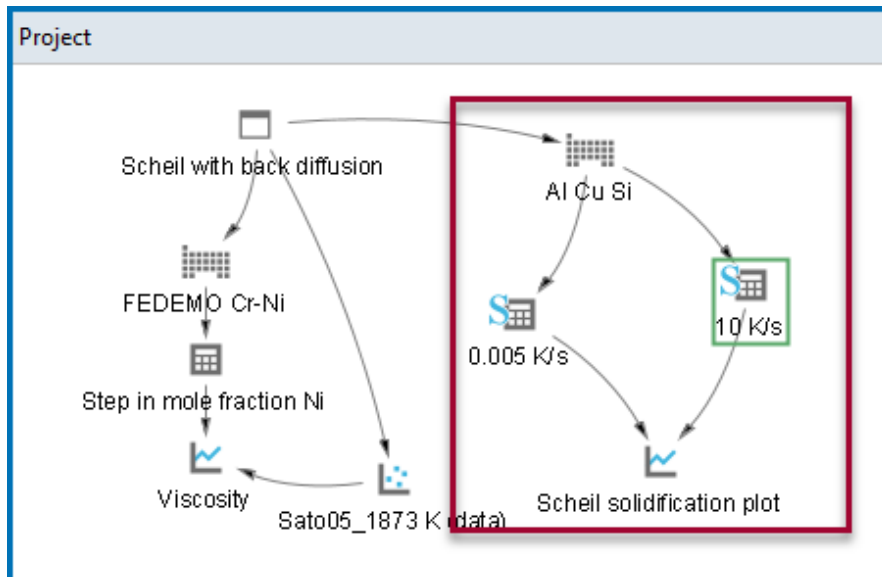 Project
Scheil with back diffusion
Al Cu Si
FEDEMO Cr-Ni
S
S
10 K/s
0.005 K/s
Step in mole fraction Ni
Viscosity
Sato05_1873 K (data)
Scheil solidification plot